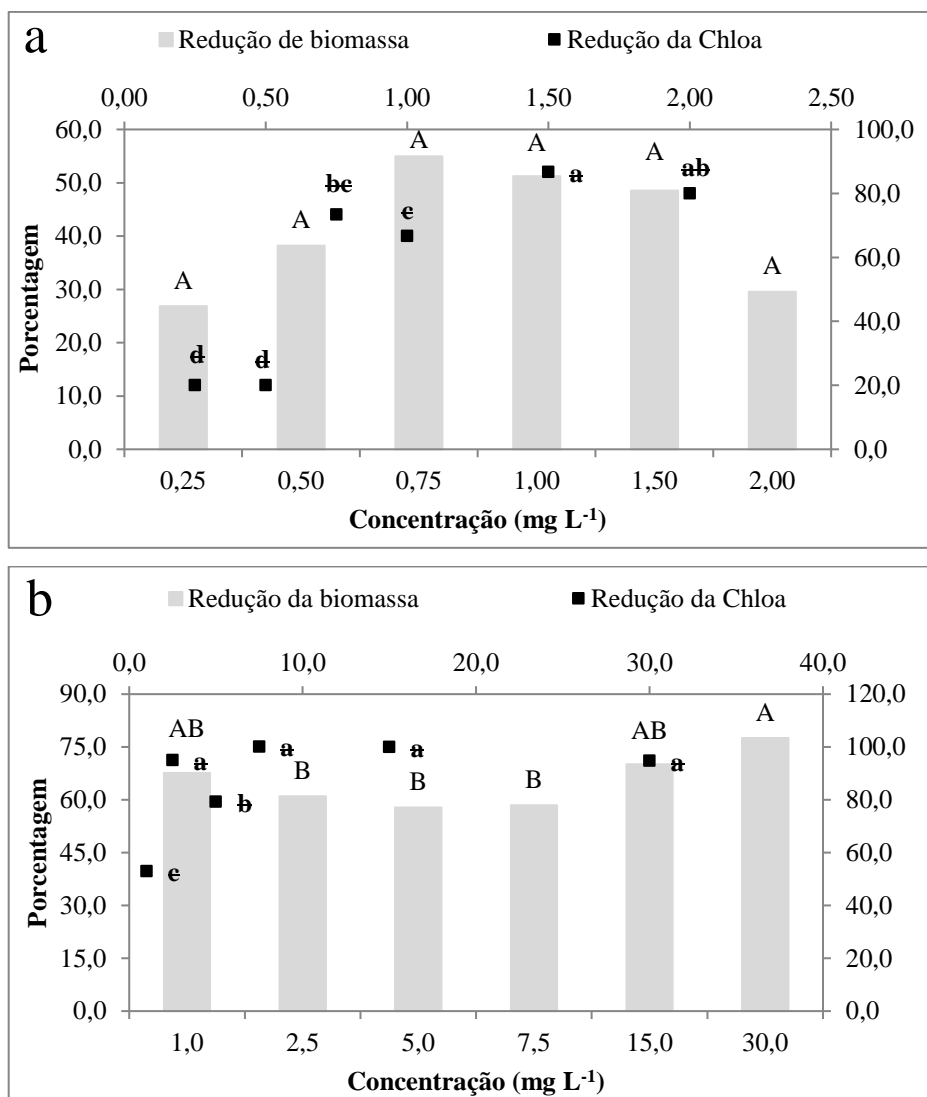 a
Redução de biomassa Redução da Chloa
0,00 0,50 1,00 1,50 2,00 2,50
60,0 A A A ab 100,0
50,0 bc a 80,0
A c
40,0 60,0
Porcentagem
30,0 A A
40,0
20,0 d d
20,0
10,0
0,0 0,0
0,25 0,50 0,75 1,00 1,50 2,00
Concentração (mg L-1)
b
Redução da biomassa Redução da Chloa
0,0 10,0 20,0 30,0 40,0
90,0 120,0
AB AB A
75,0 a a a a 100,0
B B B
60,0 b 80,0
45,0 c 60,0
Porcentagem
30,0 40,0
15,0 20,0
0,0 0,0
1,0 2,5 5,0 7,5 15,0 30,0
Concentração (mg L-1)